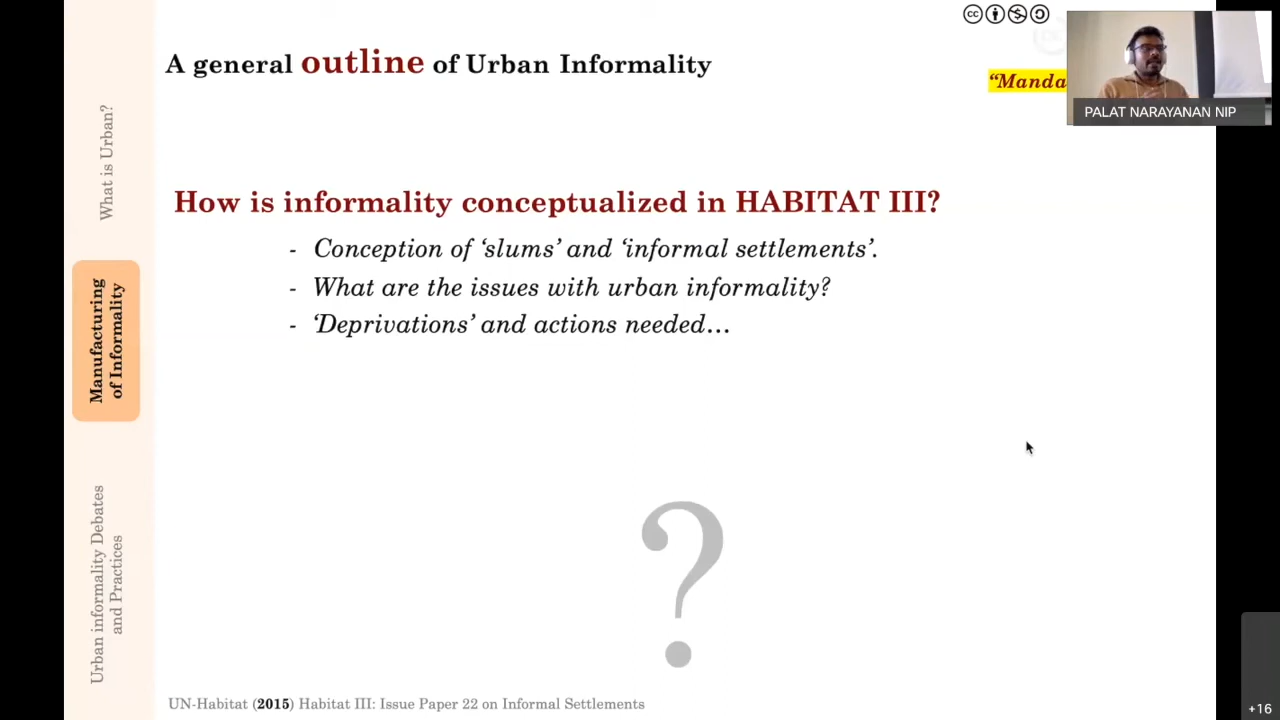 A general outline of Urban Informality
"Manda
PALAT NARAYANAN NIP
What is Urban?
Manufacturing
of Informality
Urban informality Debates
and Practices
How is informality conceptualized in HABITAT III?
- Conception of 'slums' and 'informal settlements'.
- What are the issues with urban informality?
- 'Deprivations' and actions needed...
?
UN-Habitat (2015) Habitat III: Issue Paper 22 on Informal Settlements
+16